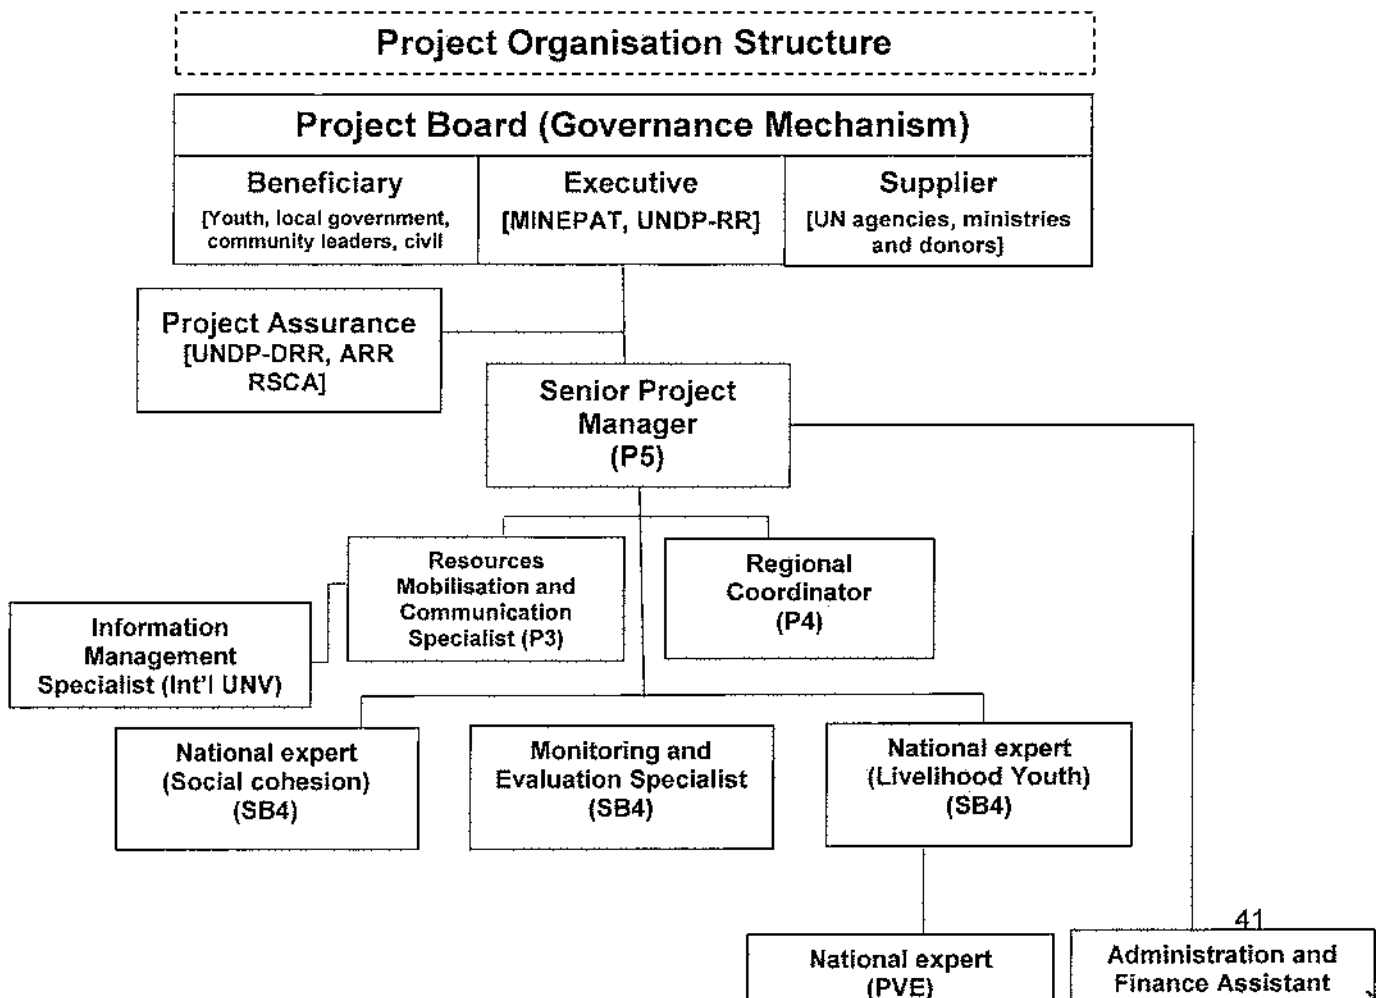 Project Organisation Structure
Project Board (Governance Mechanism)
Beneficiary
[Youth, local government,
community leaders, civil
Executive
[MINEPAT, UNDP-RR]
Supplier
[UN agencies, ministries
and donors]
Project Assurance
[UNDP-DRR, ARR
RSCA]
Senior Project
Manager
(P5)
Resources
Mobilisation and
Communication
Specialist (P3)
Regional
Coordinator
(P4)
Information
Management
Specialist (Int'l UNV)
National expert
(Social cohesion)
(SB4)
Monitoring and
Evaluation Specialist
(SB4)
National expert
(Livelihood Youth)
(SB4)
41
National expert
(PVE)
Administration and
Finance Assistant